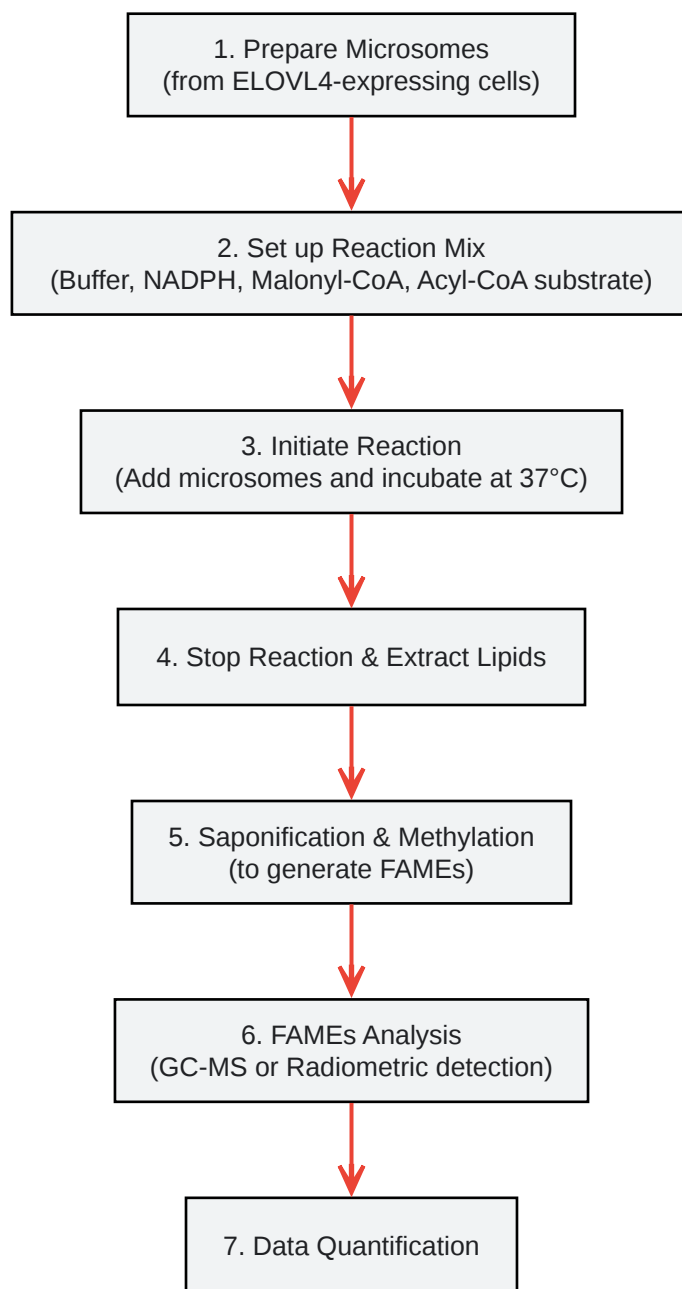 1. Prepare Microsomes
(from ELOVL4-expressing cells)
2. Set up Reaction Mix
(Buffer, NADPH, Malonyl-CoA, Acyl-CoA substrate)
3. Initiate Reaction
(Add microsomes and incubate at 37°C)
4. Stop Reaction & Extract Lipids
5. Saponification & Methylation
(to generate FAMEs)
6. FAMEs Analysis
(GC-MS or Radiometric detection)
7. Data Quantification